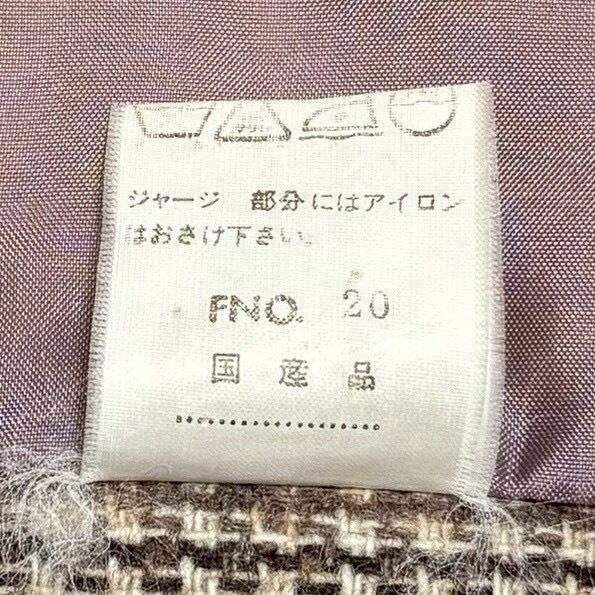 ジャージ 部分にはアイロン
はおさけ下さい。
FNO. 20
国産品